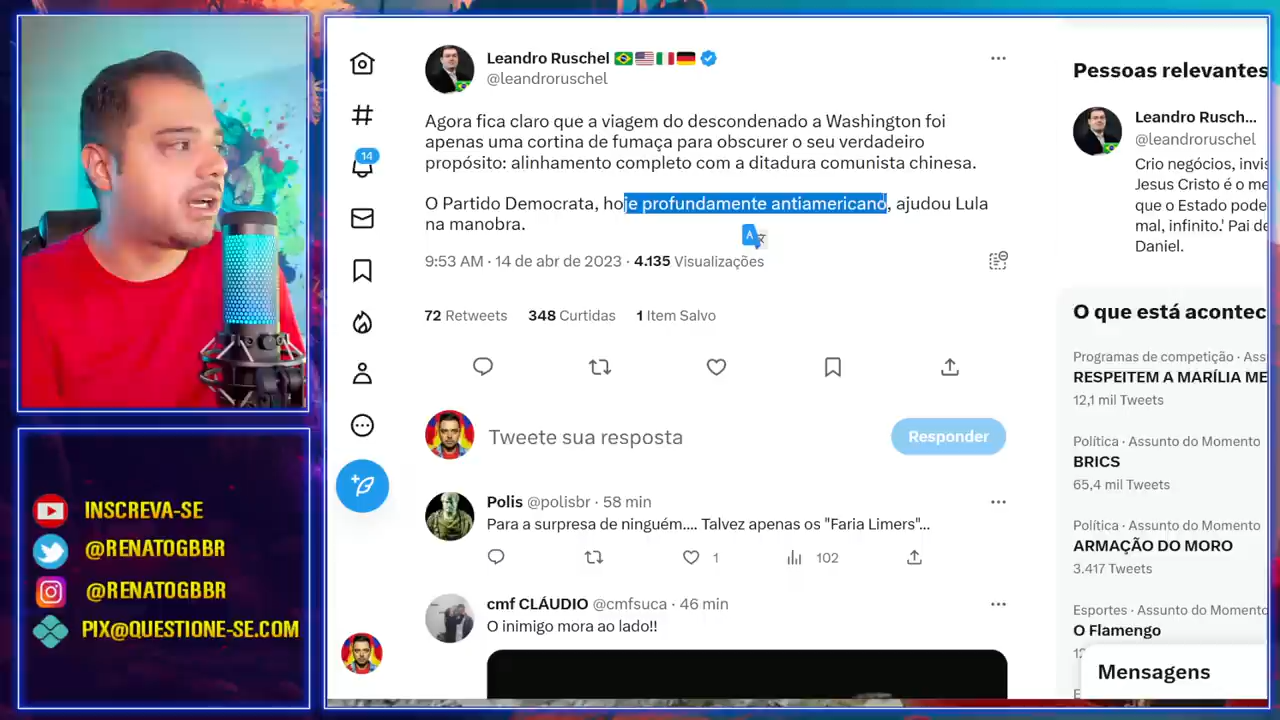 Leandro Ruschel
@leandroruschel
Agora fica claro que a viagem do descondenado a Washington foi
apenas uma cortina de fumaça para obscurer o seu verdadeiro
propósito: alinhamento completo com a ditadura comunista chinesa.
O Partido Democrata, hoje profundamente antiamericano, ajudou Lula
na manobra.
9:53 AM · 14 de abr de 2023 · 4.135 Visualizações
72 Retweets 348 Curtidas 1 Item Salvo
Tweete sua resposta
Responder
Polis @polisbr · 58 min
Para a surpresa de ninguém.... Talvez apenas os "Faria Limers"...
1 102
cmf CLÁUDIO @cmfsuca · 46 min
O inimigo mora ao lado!!
14
Pessoas relevantes
Leandro Rusch...
@leandroruschel
Crio negócios, invis
Jesus Cristo é o me
que o Estado pode
mal, infinito.' Pai de
Daniel.
O que está acontec
Programas de competição · Ass
RESPEITEM A MARÍLIA ME
12,1 mil Tweets
Política · Assunto do Momento
BRICS
65,4 mil Tweets
Política · Assunto do Momento
ARMAÇÃO DO MORO
3.417 Tweets
Esportes · Assunto do Momento
O Flamengo
Mensagens
INSCREVA-SE
@RENATOGBBR
@RENATOGBBR
PIX@QUESTIONE-SE.COM